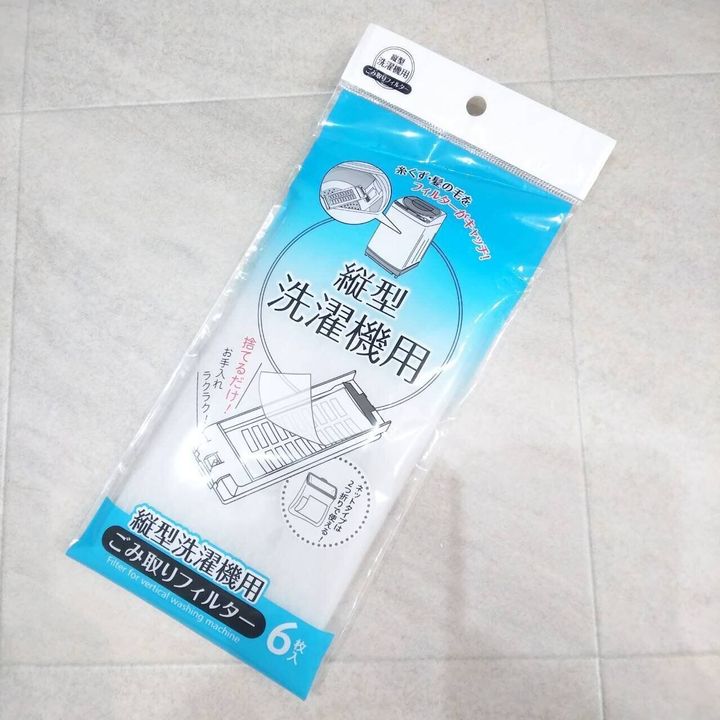 縦型
洗濯機用
ごみ取りフィルター
糸くず・髪の毛を
フィルターがキャッチ!
縦型
洗濯機用
捨てるだけ!
お手入れ
ラクラク!
ネットタイプは
2つ折りで使える!
縦型洗濯機用
ごみ取りフィルター
Filter for vertical washing machine
6枚入